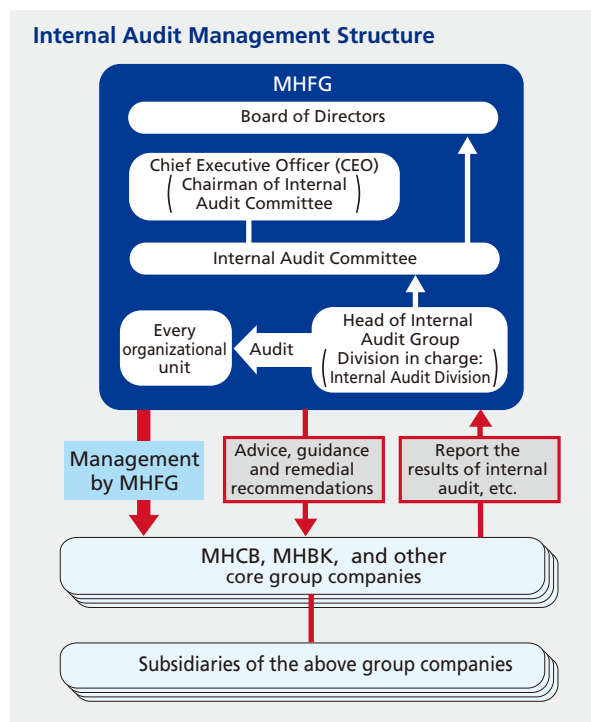 Internal Audit Management Structure
MHFG
Board of Directors
Chief Executive Officer (CEO)
(Chairman of Internal
Audit Committee)
Internal Audit Committee
Every
organizational
unit
Audit
Head of Internal
Audit Group
(Division in charge:
Internal Audit Division)
Management
by MHFG
Advice, guidance
and remedial
recommendations
Report the
results of internal
audit, etc.
MHCB, MHBK, and other
core group companies
Subsidiaries of the above group companies